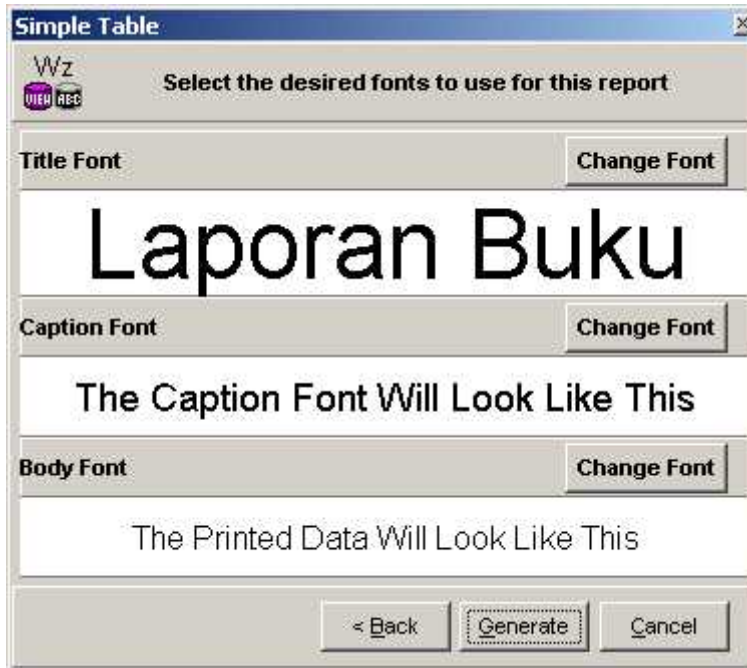 Simple Table
Wz
VIEW ABC
Select the desired fonts to use for this report
Title Font
Change Font
Laporan Buku
Caption Font
Change Font
The Caption Font Will Look Like This
Body Font
Change Font
The Printed Data Will Look Like This
< Back
Generate
Cancel